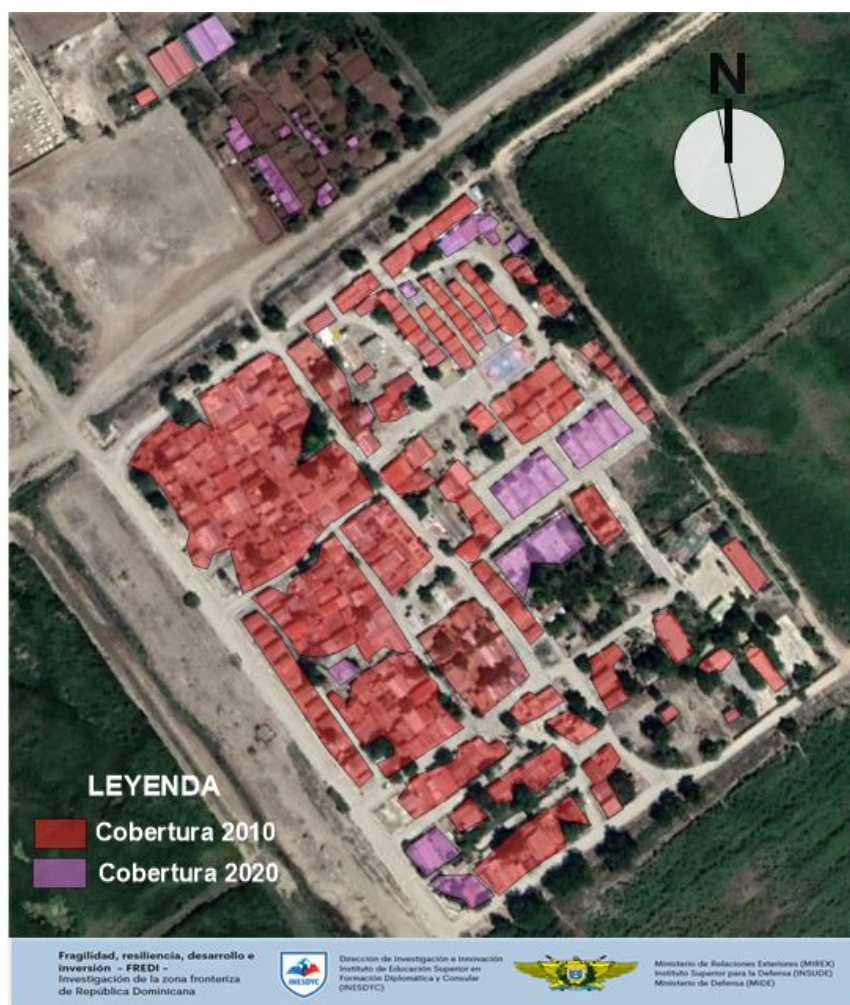 N
LEYENDA
Cobertura 2010
Cobertura 2020
Fragilidad, resiliencia, desarrollo e
inversión - FREDI -
Investigación de la zona fronteriza
de República Dominicana
INESDYC
Dirección de Investigación e Innovación
Instituto de Educación Superior en
Formación Diplomática y Consular
(INESDYC)
Ministerio de Relaciones Exteriores (MIREX)
Instituto Superior para la Defensa (INSUDE)
Ministerio de Defensa (MIDE)